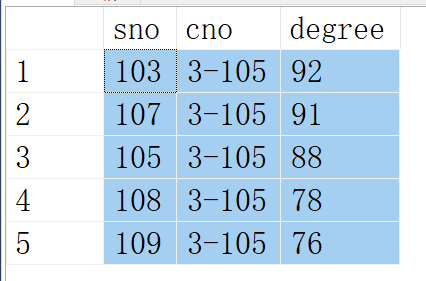 sno cno degree
1 103 3-105 92
2 107 3-105 91
3 105 3-105 88
4 108 3-105 78
5 109 3-105 76